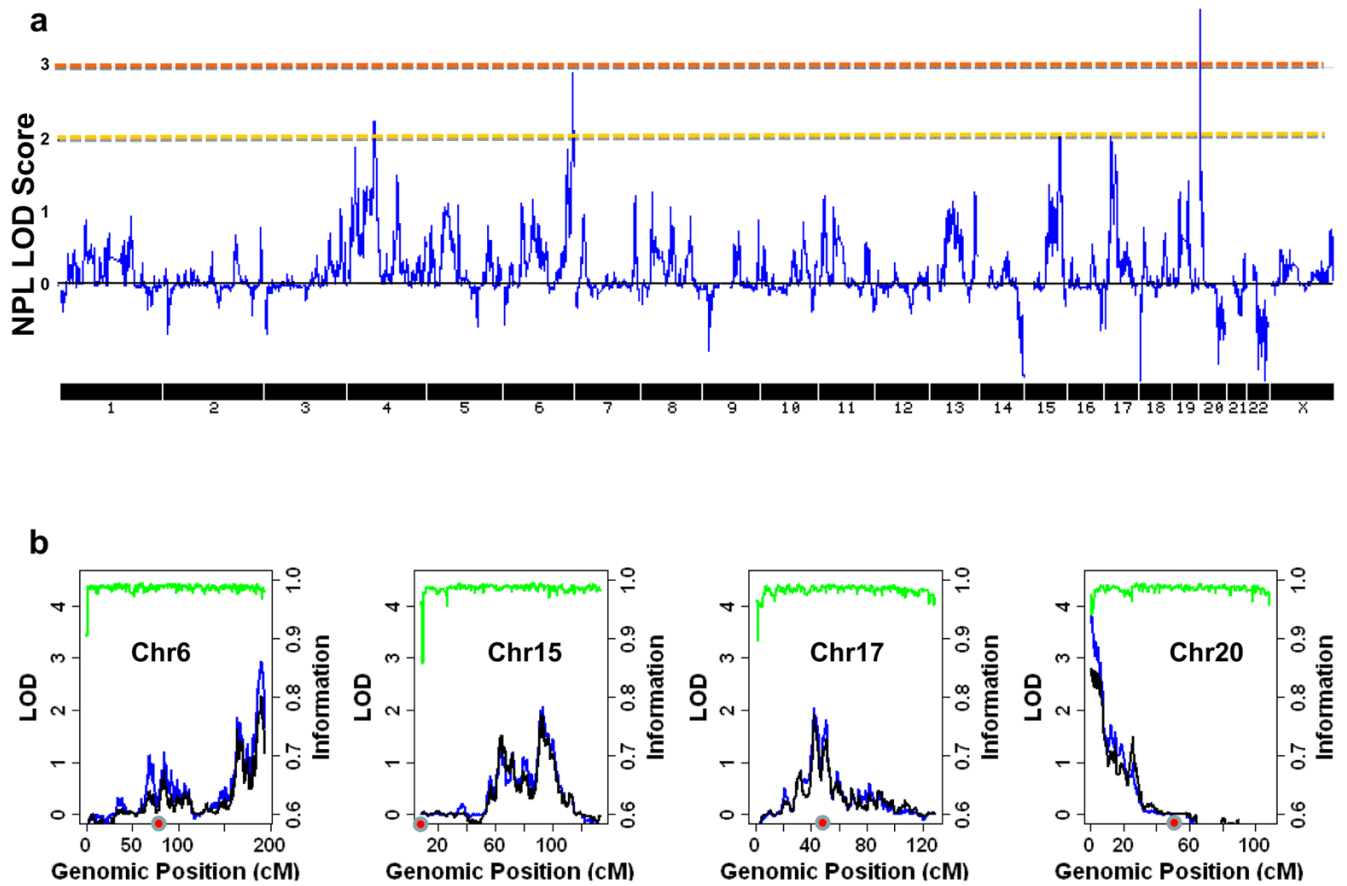 a
NPL LOD Score
3
2
1
0
1 2 3 4 5 6 7 8 9 10 11 12 13 14 15 16 17 18 19 20 21 22 X
b
Chr6
LOD
4
3
2
1
0
Information
1.0
0.9
0.8
0.7
0.6
0 50 100 200
Genomic Position (cM)
Chr15
LOD
4
3
2
1
0
Information
1.0
0.9
0.8
0.7
0.6
20 60 100
Genomic Position (cM)
Chr17
LOD
4
3
2
1
0
Information
1.0
0.9
0.8
0.7
0.6
0 40 80 120
Genomic Position (cM)
Chr20
LOD
4
3
2
1
0
Information
1.0
0.9
0.8
0.7
0.6
0 20 60 100
Genomic Position (cM)